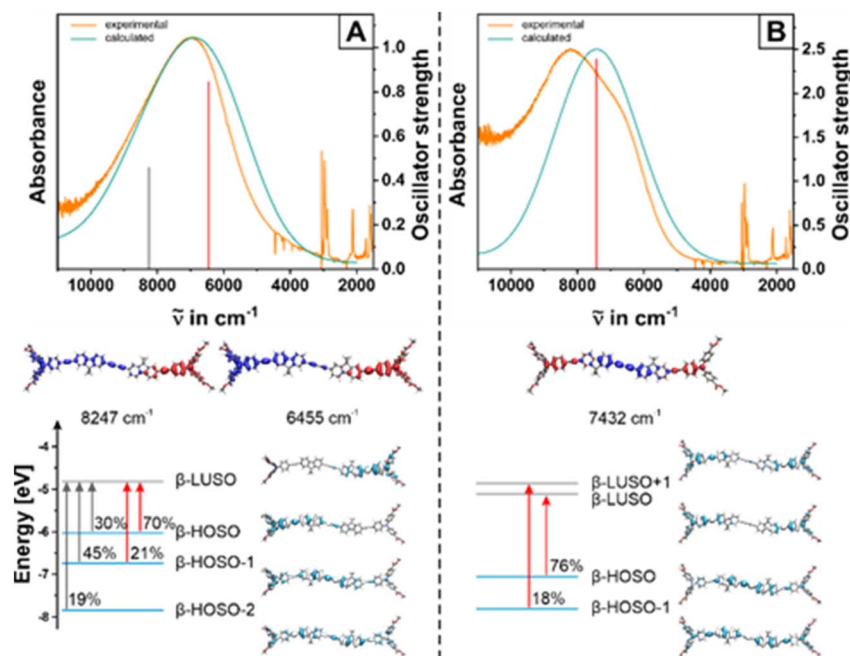 experimental
calculated
A
Absorbance
1.0
0.8
0.6
0.4
0.2
0.0
Oscillator strength
10000 8000 6000 4000 2000
ν̃ in cm⁻¹
experimental
calculated
B
Absorbance
2.5
2.0
1.5
1.0
0.5
0.0
Oscillator strength
10000 8000 6000 4000 2000
ν̃ in cm⁻¹
8247 cm⁻¹
6455 cm⁻¹
7432 cm⁻¹
Energy [eV]
-4
-5
-6
-7
-8
β-LUSO
30% 70%
β-HOSO
45% 21%
β-HOSO-1
19%
β-HOSO-2
β-LUSO+1
β-LUSO
76%
β-HOSO
18%
β-HOSO-1